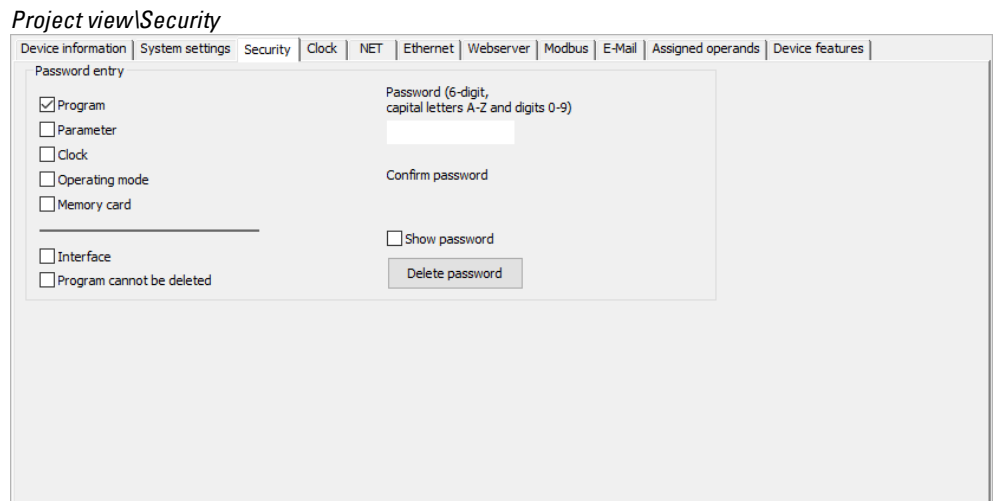 Project view\Security
Device information System settings Security Clock NET Ethernet Webserver Modbus E-Mail Assigned operands Device features
Password entry
Program
Parameter
Clock
Operating mode
Memory card
Interface
Program cannot be deleted
Password (6-digit,
capital letters A-Z and digits 0-9)
Confirm password
Show password
Delete password